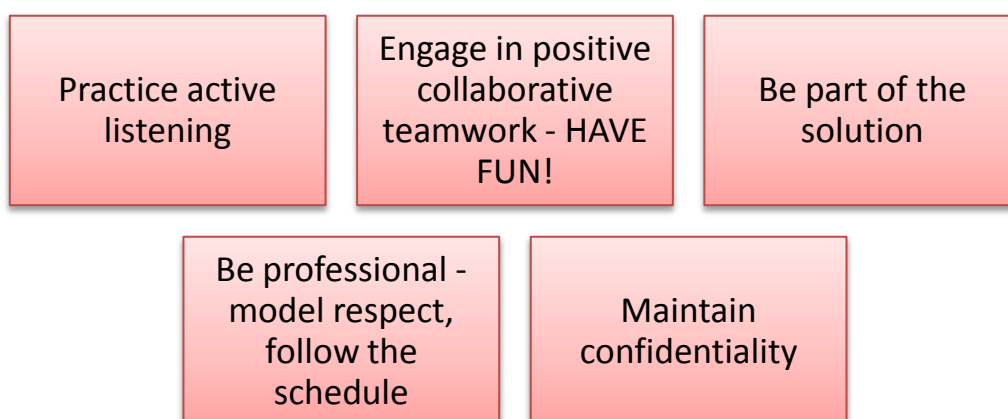 Practice active
listening
Engage in positive
collaborative
teamwork - HAVE
FUN!
Be part of the
solution
Be professional -
model respect,
follow the
schedule
Maintain
confidentiality